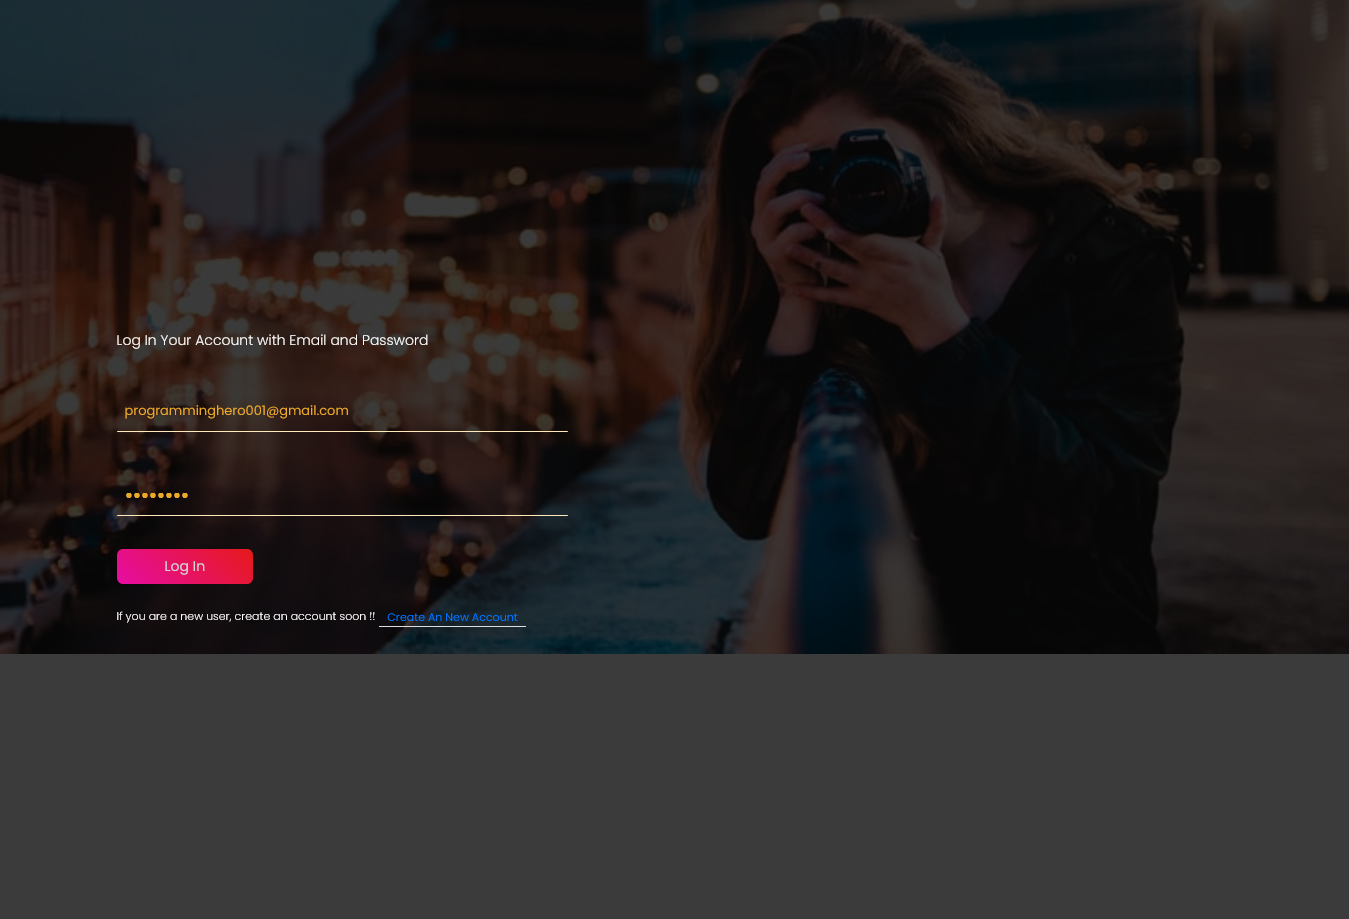 Canon
Log In Your Account with Email and Password
programminghero001@gmail.com
••••••••
Log In
If you are a new user, create an account soon !! Create An New Account